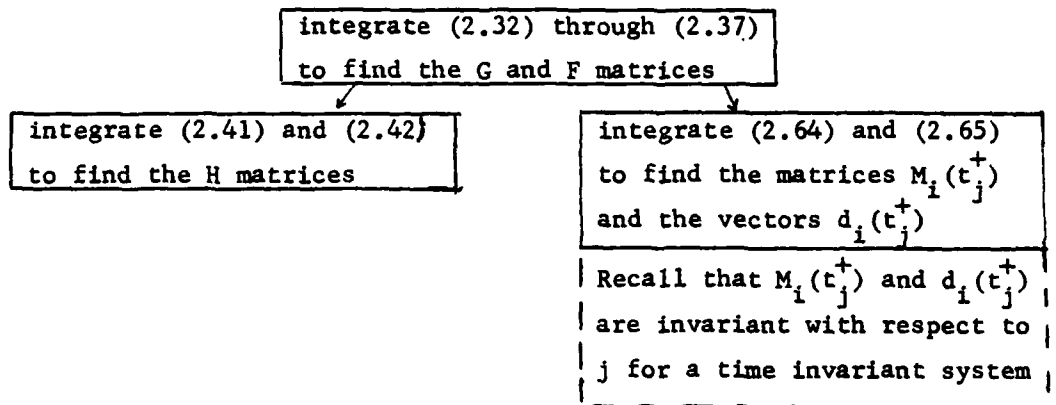 integrate (2.32) through (2.37)
to find the G and F matrices
integrate (2.41) and (2.42)
to find the H matrices
integrate (2.64) and (2.65)
to find the matrices M_i(t_j^+)
and the vectors d_i(t_j^+)
Recall that M_i(t_j^+) and d_i(t_j^+)
are invariant with respect to
j for a time invariant system